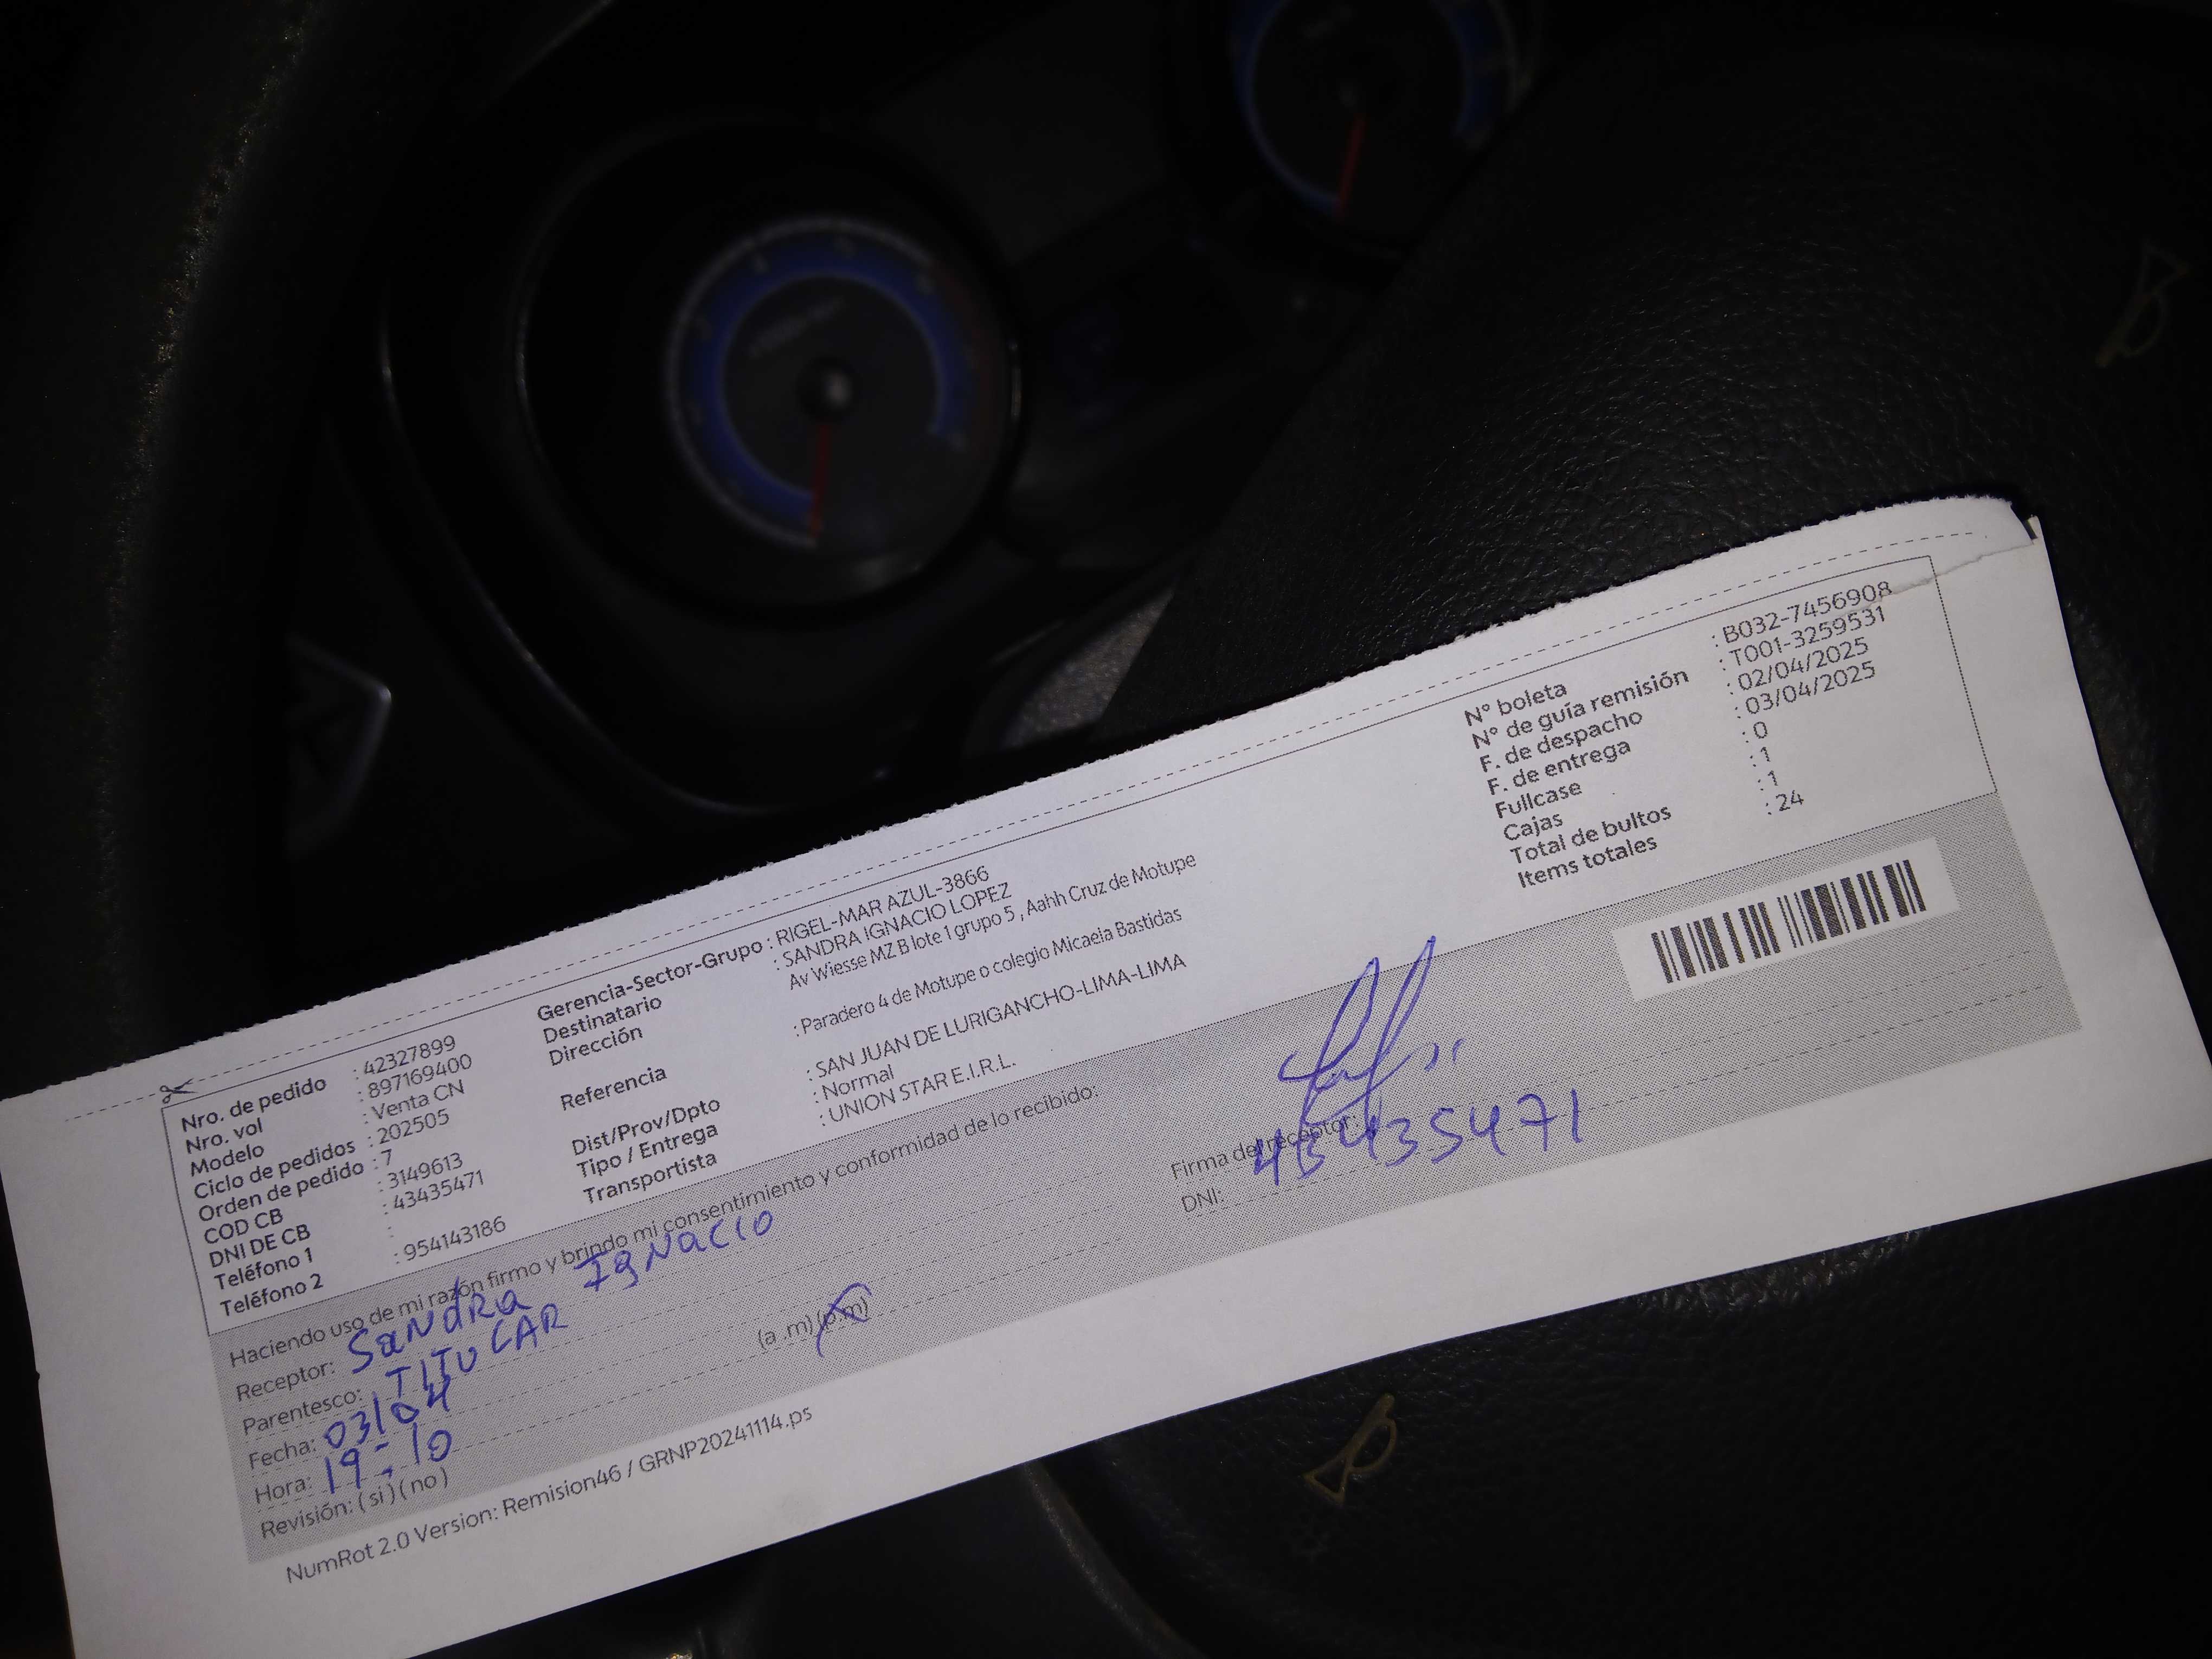 Nro. de pedido : 42327899
Nro. vol : 897169400
Modelo : Venta CN
Ciclo de pedidos : 202505
Orden de pedido : 7
COD CB : 3149613
DNI DE CB : 43435471
Teléfono 1 :
Teléfono 2 : 954143186
Gerencia-Sector-Grupo : RIGEL-MAR AZUL-3866
Destinatario : SANDRA IGNACIO LOPEZ
Dirección Av Wiesse MZ B lote 1 grupo 5 , Aahh Cruz de Motupe
Referencia : Paradero 4 de Motupe o colegio Micaela Bastidas
Dist/Prov/Dpto : SAN JUAN DE LURIGANCHO-LIMA-LIMA
Tipo / Entrega : Normal
Transportista : UNION STAR E.I.R.L.
N° boleta : B032-7456908
N° de guía remisión : T001-3259531
F. de despacho : 02/04/2025
F. de entrega : 03/04/2025
Fullcase : 0
Cajas : 1
Total de bultos : 1
Items totales : 24
Haciendo uso de mi razón firmo y brindo mi consentimiento y conformidad de lo recibido:
Receptor: SaNdRa IgNacIO
Parentesco: TITULAR
Fecha: 03/04
Hora: 19:10 (a .m) (p.m)
Revisión: ( si ) ( no )
Firma del receptor:
DNI: 43435471
NumRot 2.0 Version: Remision46 / GRNP20241114.ps